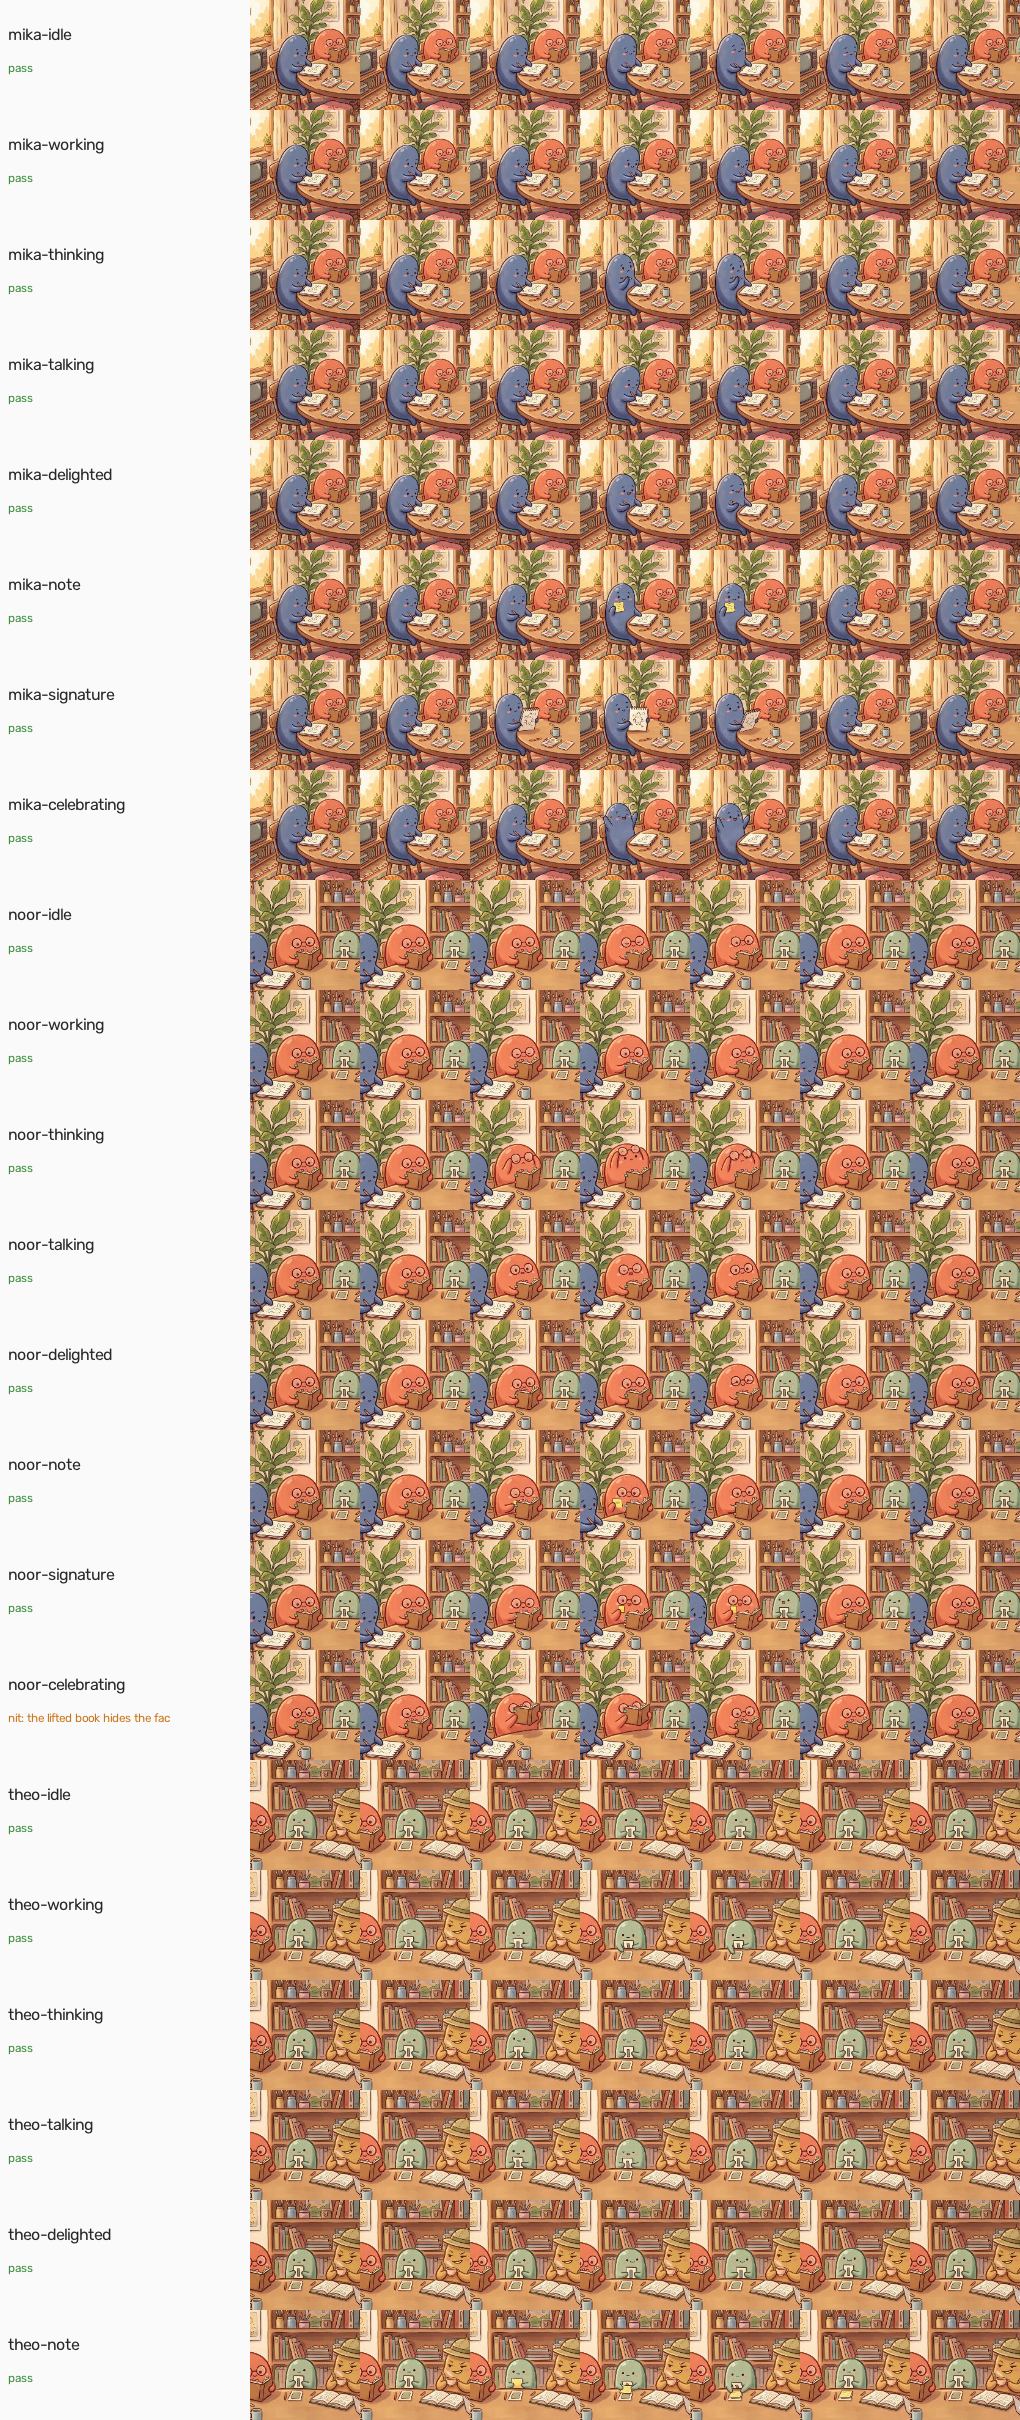 mika-idle
pass
mika-working
pass
mika-thinking
pass
mika-talking
pass
mika-delighted
pass
mika-note
pass
mika-signature
pass
mika-celebrating
pass
noor-idle
pass
noor-working
pass
noor-thinking
pass
noor-talking
pass
noor-delighted
pass
noor-note
pass
noor-signature
pass
noor-celebrating
nit: the lifted book hides the fac
theo-idle
pass
theo-working
pass
theo-thinking
pass
theo-talking
pass
theo-delighted
pass
theo-note
pass